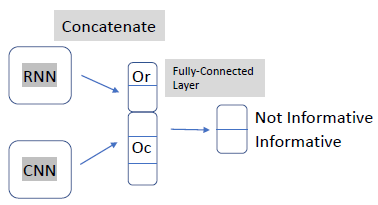 Concatenate
RNN
Or
Fully-Connected
Layer
Not Informative
Informative
Oc
CNN